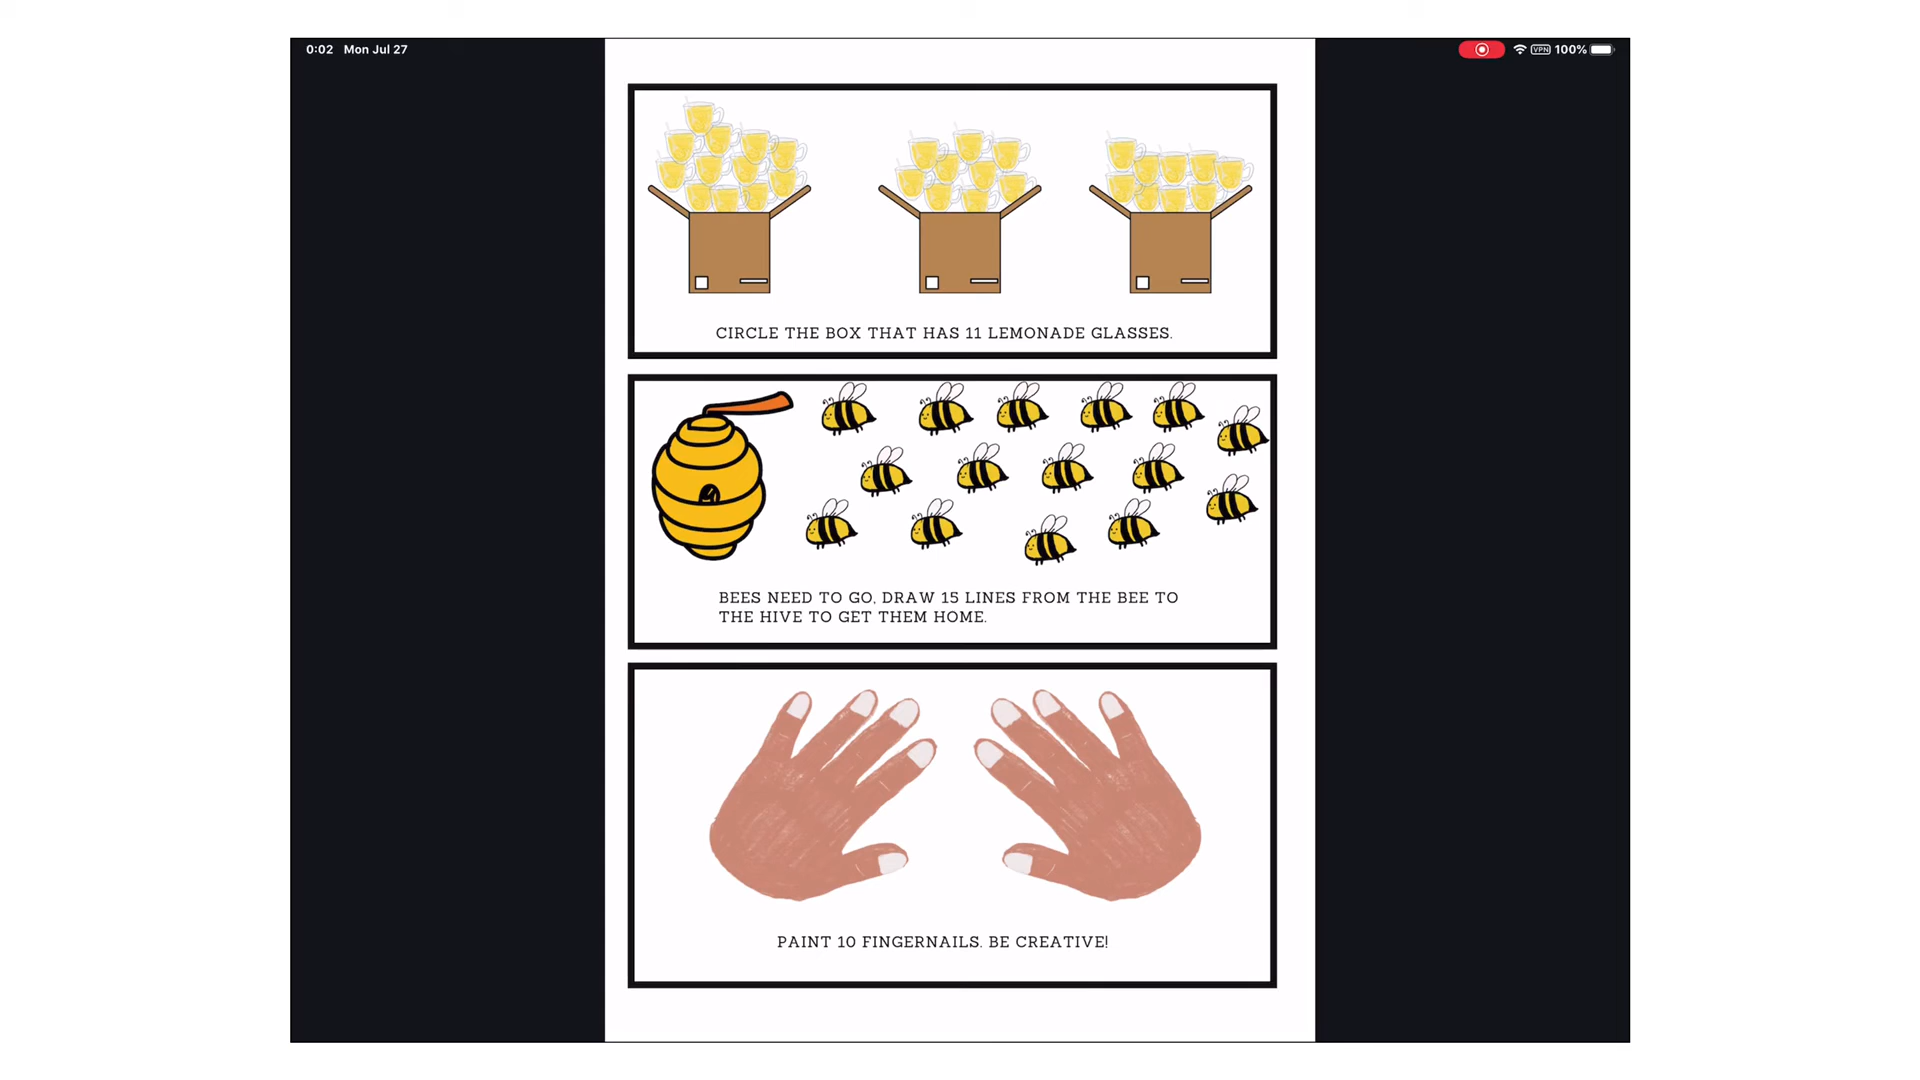 0:02 Mon Jul 27
VPN 100%
CIRCLE THE BOX THAT HAS 11 LEMONADE GLASSES.
BEES NEED TO GO, DRAW 15 LINES FROM THE BEE TO
THE HIVE TO GET THEM HOME.
PAINT 10 FINGERNAILS. BE CREATIVE!